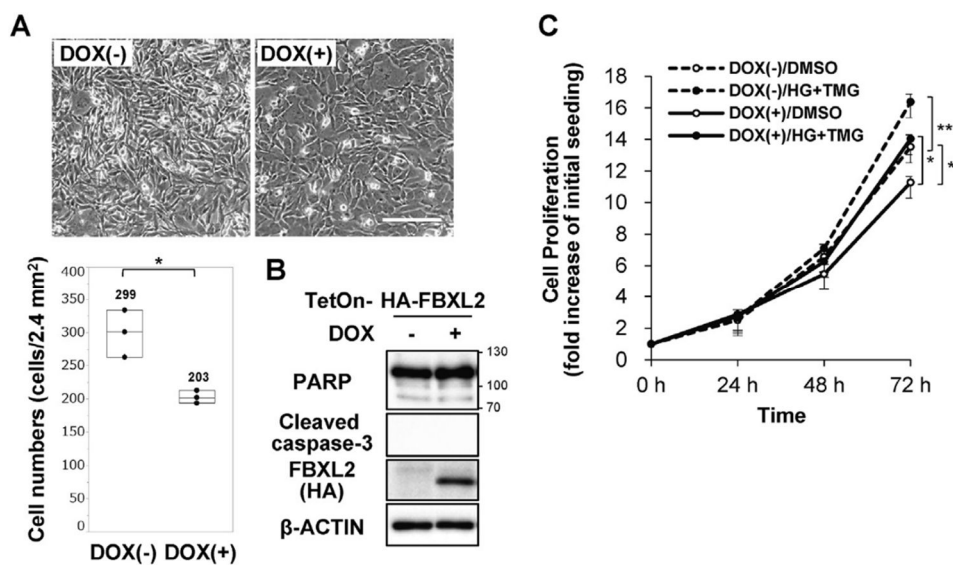 A
DOX(-)
DOX(+)
Cell numbers (cells/2.4 mm²)
400
350
300
250
200
150
100
50
0
299
*
203
DOX(-)
DOX(+)
B
TetOn- HA-FBXL2
DOX
-
+
PARP
130
100
70
Cleaved
caspase-3
FBXL2
(HA)
β-ACTIN
C
DOX(-)/DMSO
DOX(-)/HG+TMG
DOX(+)/DMSO
DOX(+)/HG+TMG
Cell Proliferation
(fold increase of initial seeding)
18
16
14
12
10
8
6
4
2
0
**
*
*
0 h
24 h
48 h
72 h
Time